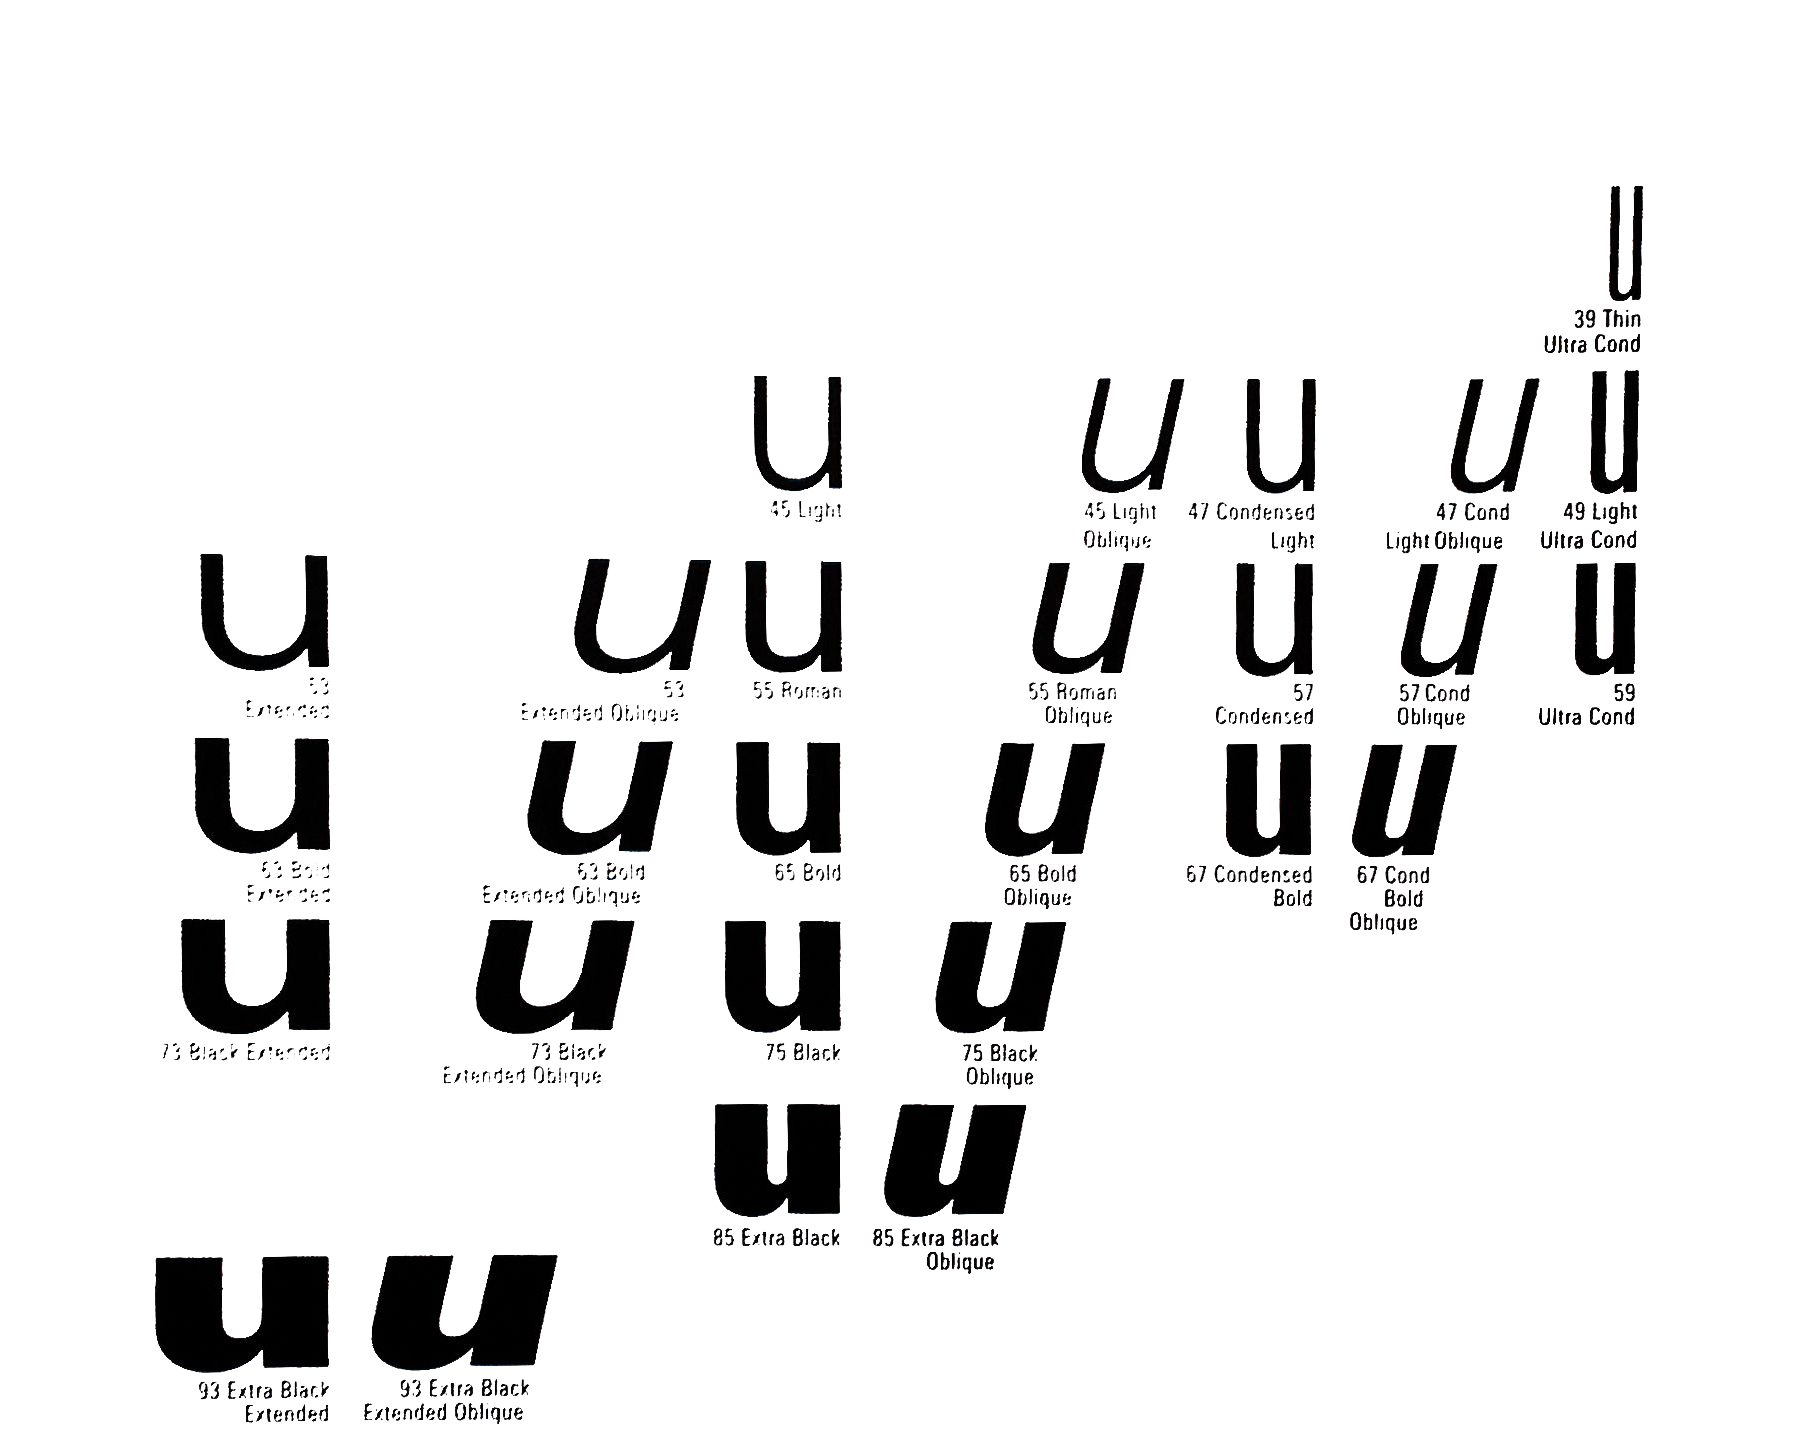 u
39 Thin
Ultra Cond
u
45 Light
u
45 Light
Oblique
u
47 Condensed
Light
u
47 Cond
Light Oblique
u
49 Light
Ultra Cond
u
53
Extended
u
53
Extended Oblique
u
55 Roman
u
55 Roman
Oblique
u
57
Condensed
u
57 Cond
Oblique
u
59
Ultra Cond
u
63 Bold
Extended
u
63 Bold
Extended Oblique
u
65 Bold
u
65 Bold
Oblique
u
67 Condensed
Bold
u
67 Cond
Bold
Oblique
u
73 Black Extended
u
73 Black
Extended Oblique
u
75 Black
u
75 Black
Oblique
u
85 Extra Black
u
85 Extra Black
Oblique
u
93 Extra Black
Extended
u
93 Extra Black
Extended Oblique